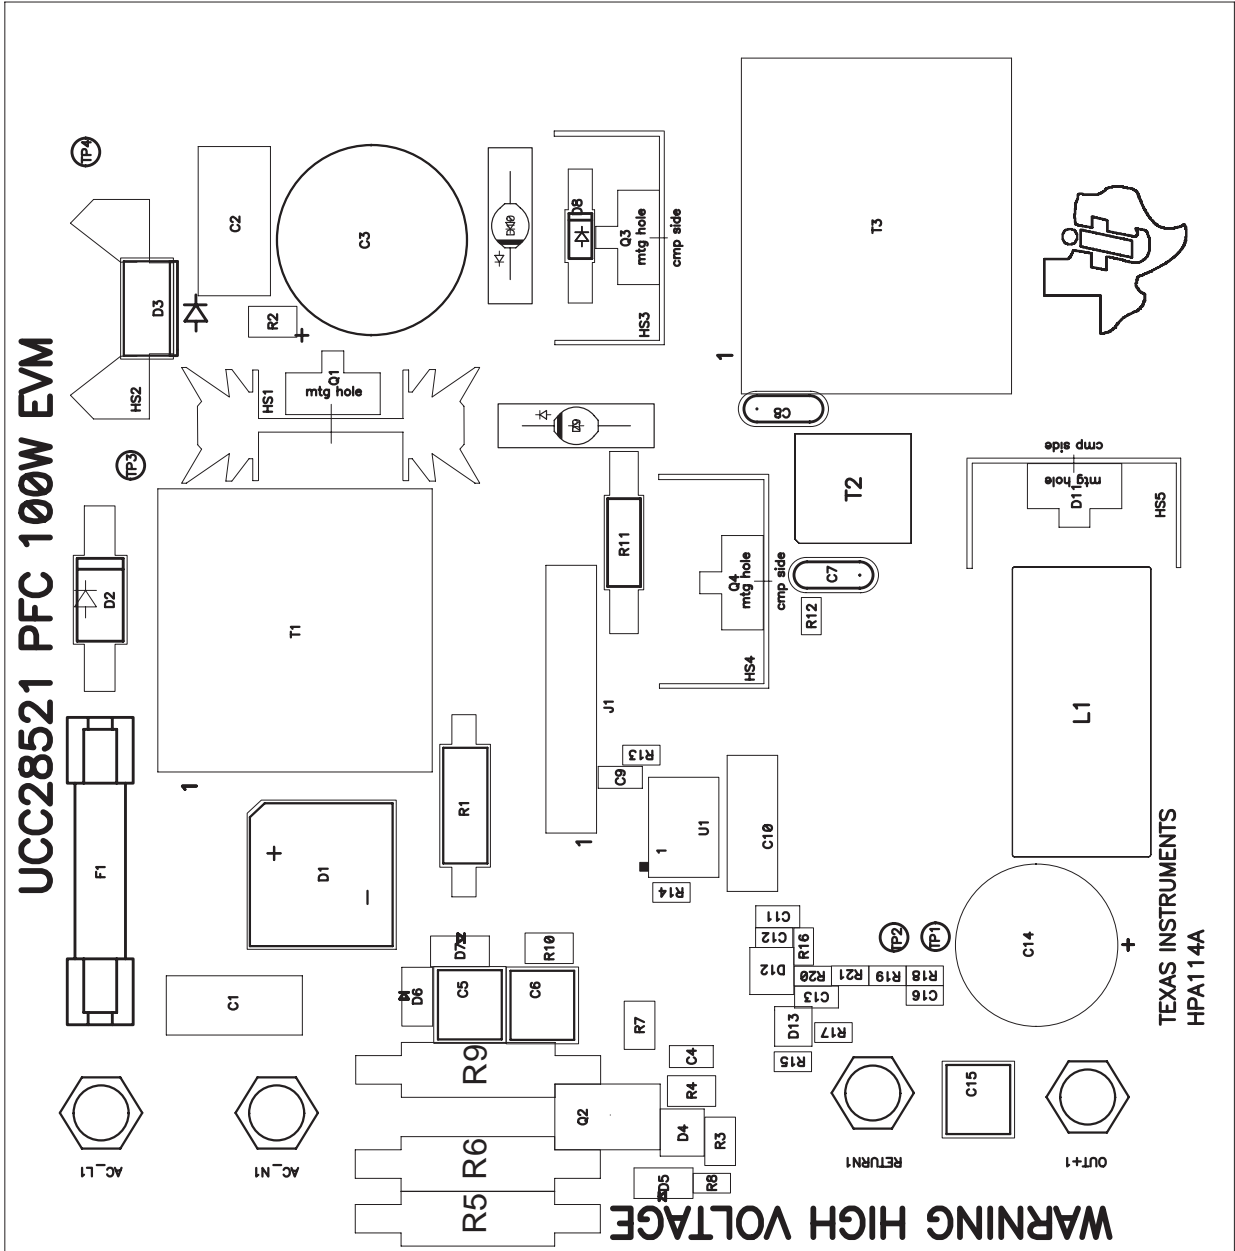 TP4
C2
C3
D8
Q3
mtg hole
cmp side
T3
D3
R2
+
HS3
1
UCC28521 PFC 100W EVM
HS2
HS1
Q1
mtg hole
C8
TP3
T2
cmp side
mtg hole
D11
HS5
R11
D2
Q4
mtg hole
cmp side
C7
R12
T1
HS4
J1
L1
R13
C9
1
F1
+
D1
-
R1
1
1
U1
C10
R14
C11
C12
R16
TP2
TP1
C14
+
TEXAS INSTRUMENTS
HPA114A
D12
R10
C1
D6
C5
C6
R20
R21
R19
R18
C13
C16
R7
D13
R17
R9
C4
R15
R4
C15
Q2
D4
R3
AC_L1
AC_N1
RETURN1
OUT+1
R6
D5
R8
R5
WARNING HIGH VOLTAGE